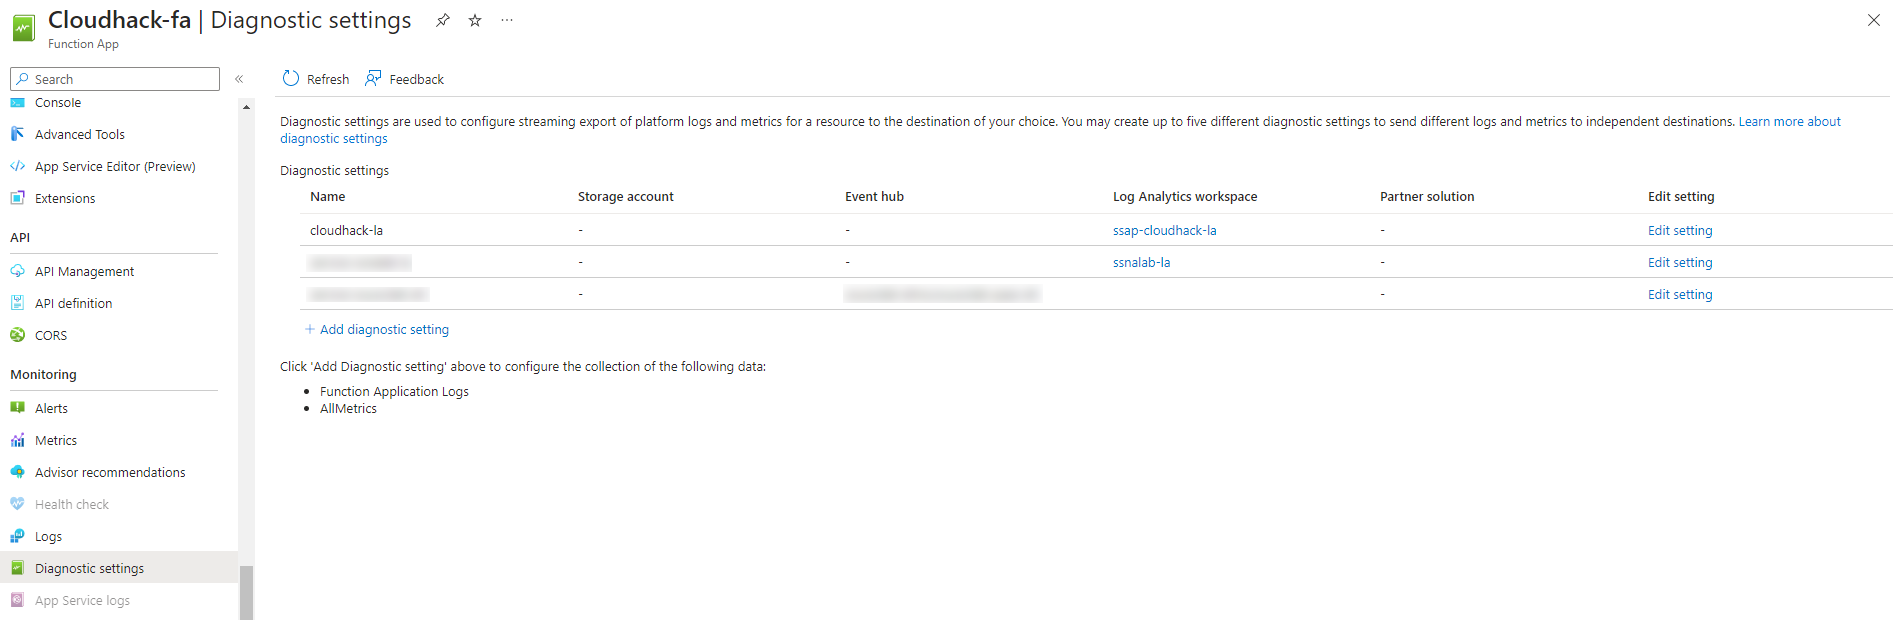 Cloudhack-fa | Diagnostic settings
Function App
Search
Refresh
Feedback
Console
Advanced Tools
App Service Editor (Preview)
Extensions
API
API Management
API definition
CORS
Monitoring
Alerts
Metrics
Advisor recommendations
Health check
Logs
Diagnostic settings
App Service logs
Diagnostic settings are used to configure streaming export of platform logs and metrics for a resource to the destination of your choice. You may create up to five different diagnostic settings to send different logs and metrics to independent destinations. Learn more about
diagnostic settings
Diagnostic settings
Name Storage account Event hub Log Analytics workspace Partner solution Edit setting
cloudhack-la - - ssap-cloudhack-la - Edit setting
- - ssnalab-la - Edit setting
- - Edit setting
+ Add diagnostic setting
Click 'Add Diagnostic setting' above to configure the collection of the following data:
• Function Application Logs
• AllMetrics